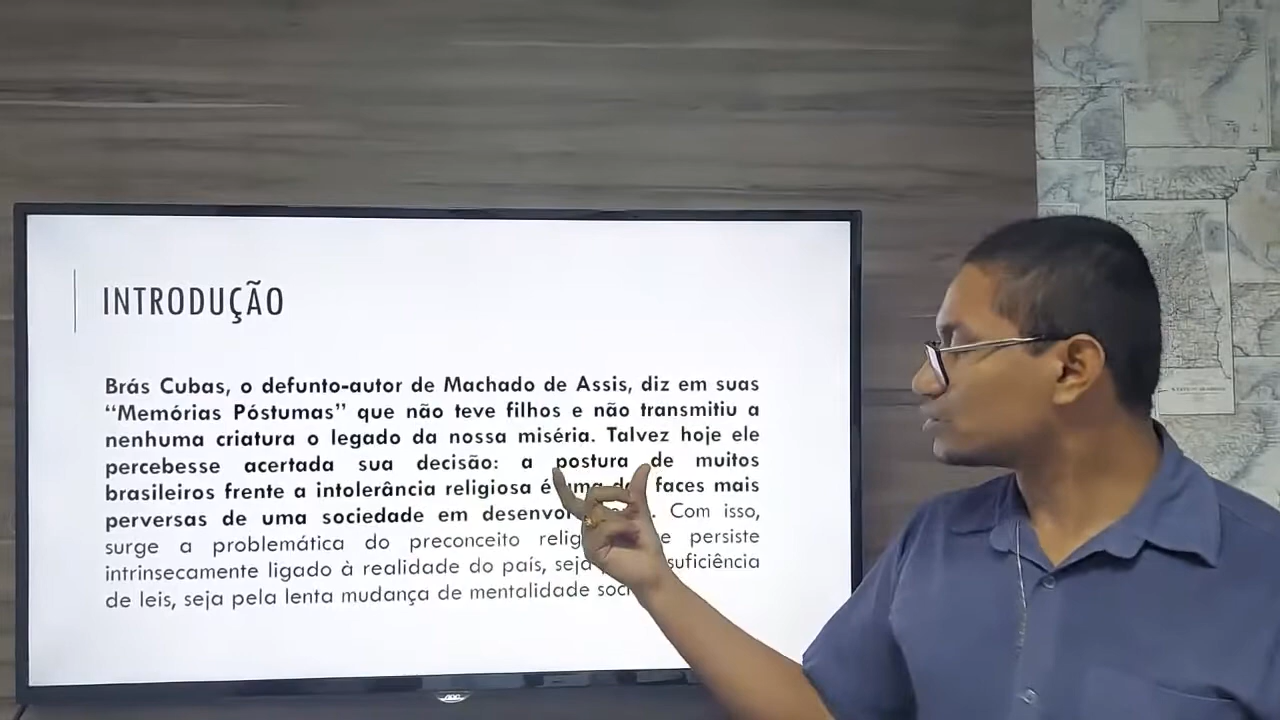 INTRODUÇÃO
Brás Cubas, o defunto-autor de Machado de Assis, diz em suas
“Memórias Póstumas” que não teve filhos e não transmitiu a
nenhuma criatura o legado da nossa miséria. Talvez hoje ele
percebesse acertada sua decisão: a postura de muitos
brasileiros frente a intolerância religiosa é uma faces mais
perversas de uma sociedade em Com isso,
surge a problemática do preconceito persiste
intrinsecamente ligado à realidade do país, seja
de leis, seja pela lenta mudança de mentalidade
AOC